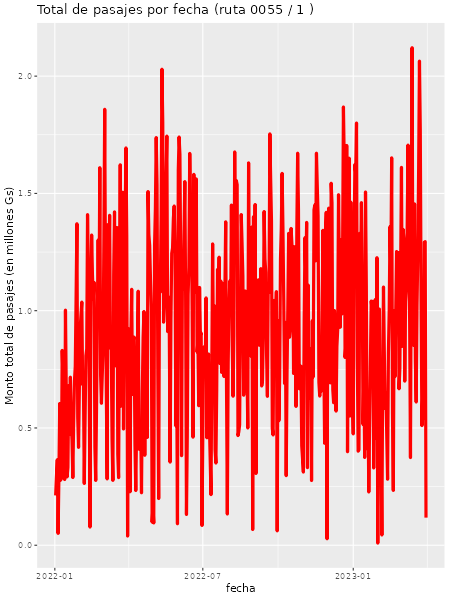 Total de pasajes por fecha (ruta 0055 / 1 )
Monto total de pasajes (en millones Gs)
2.0
1.5
1.0
0.5
0.0
2022-01
2022-07
2023-01
fecha